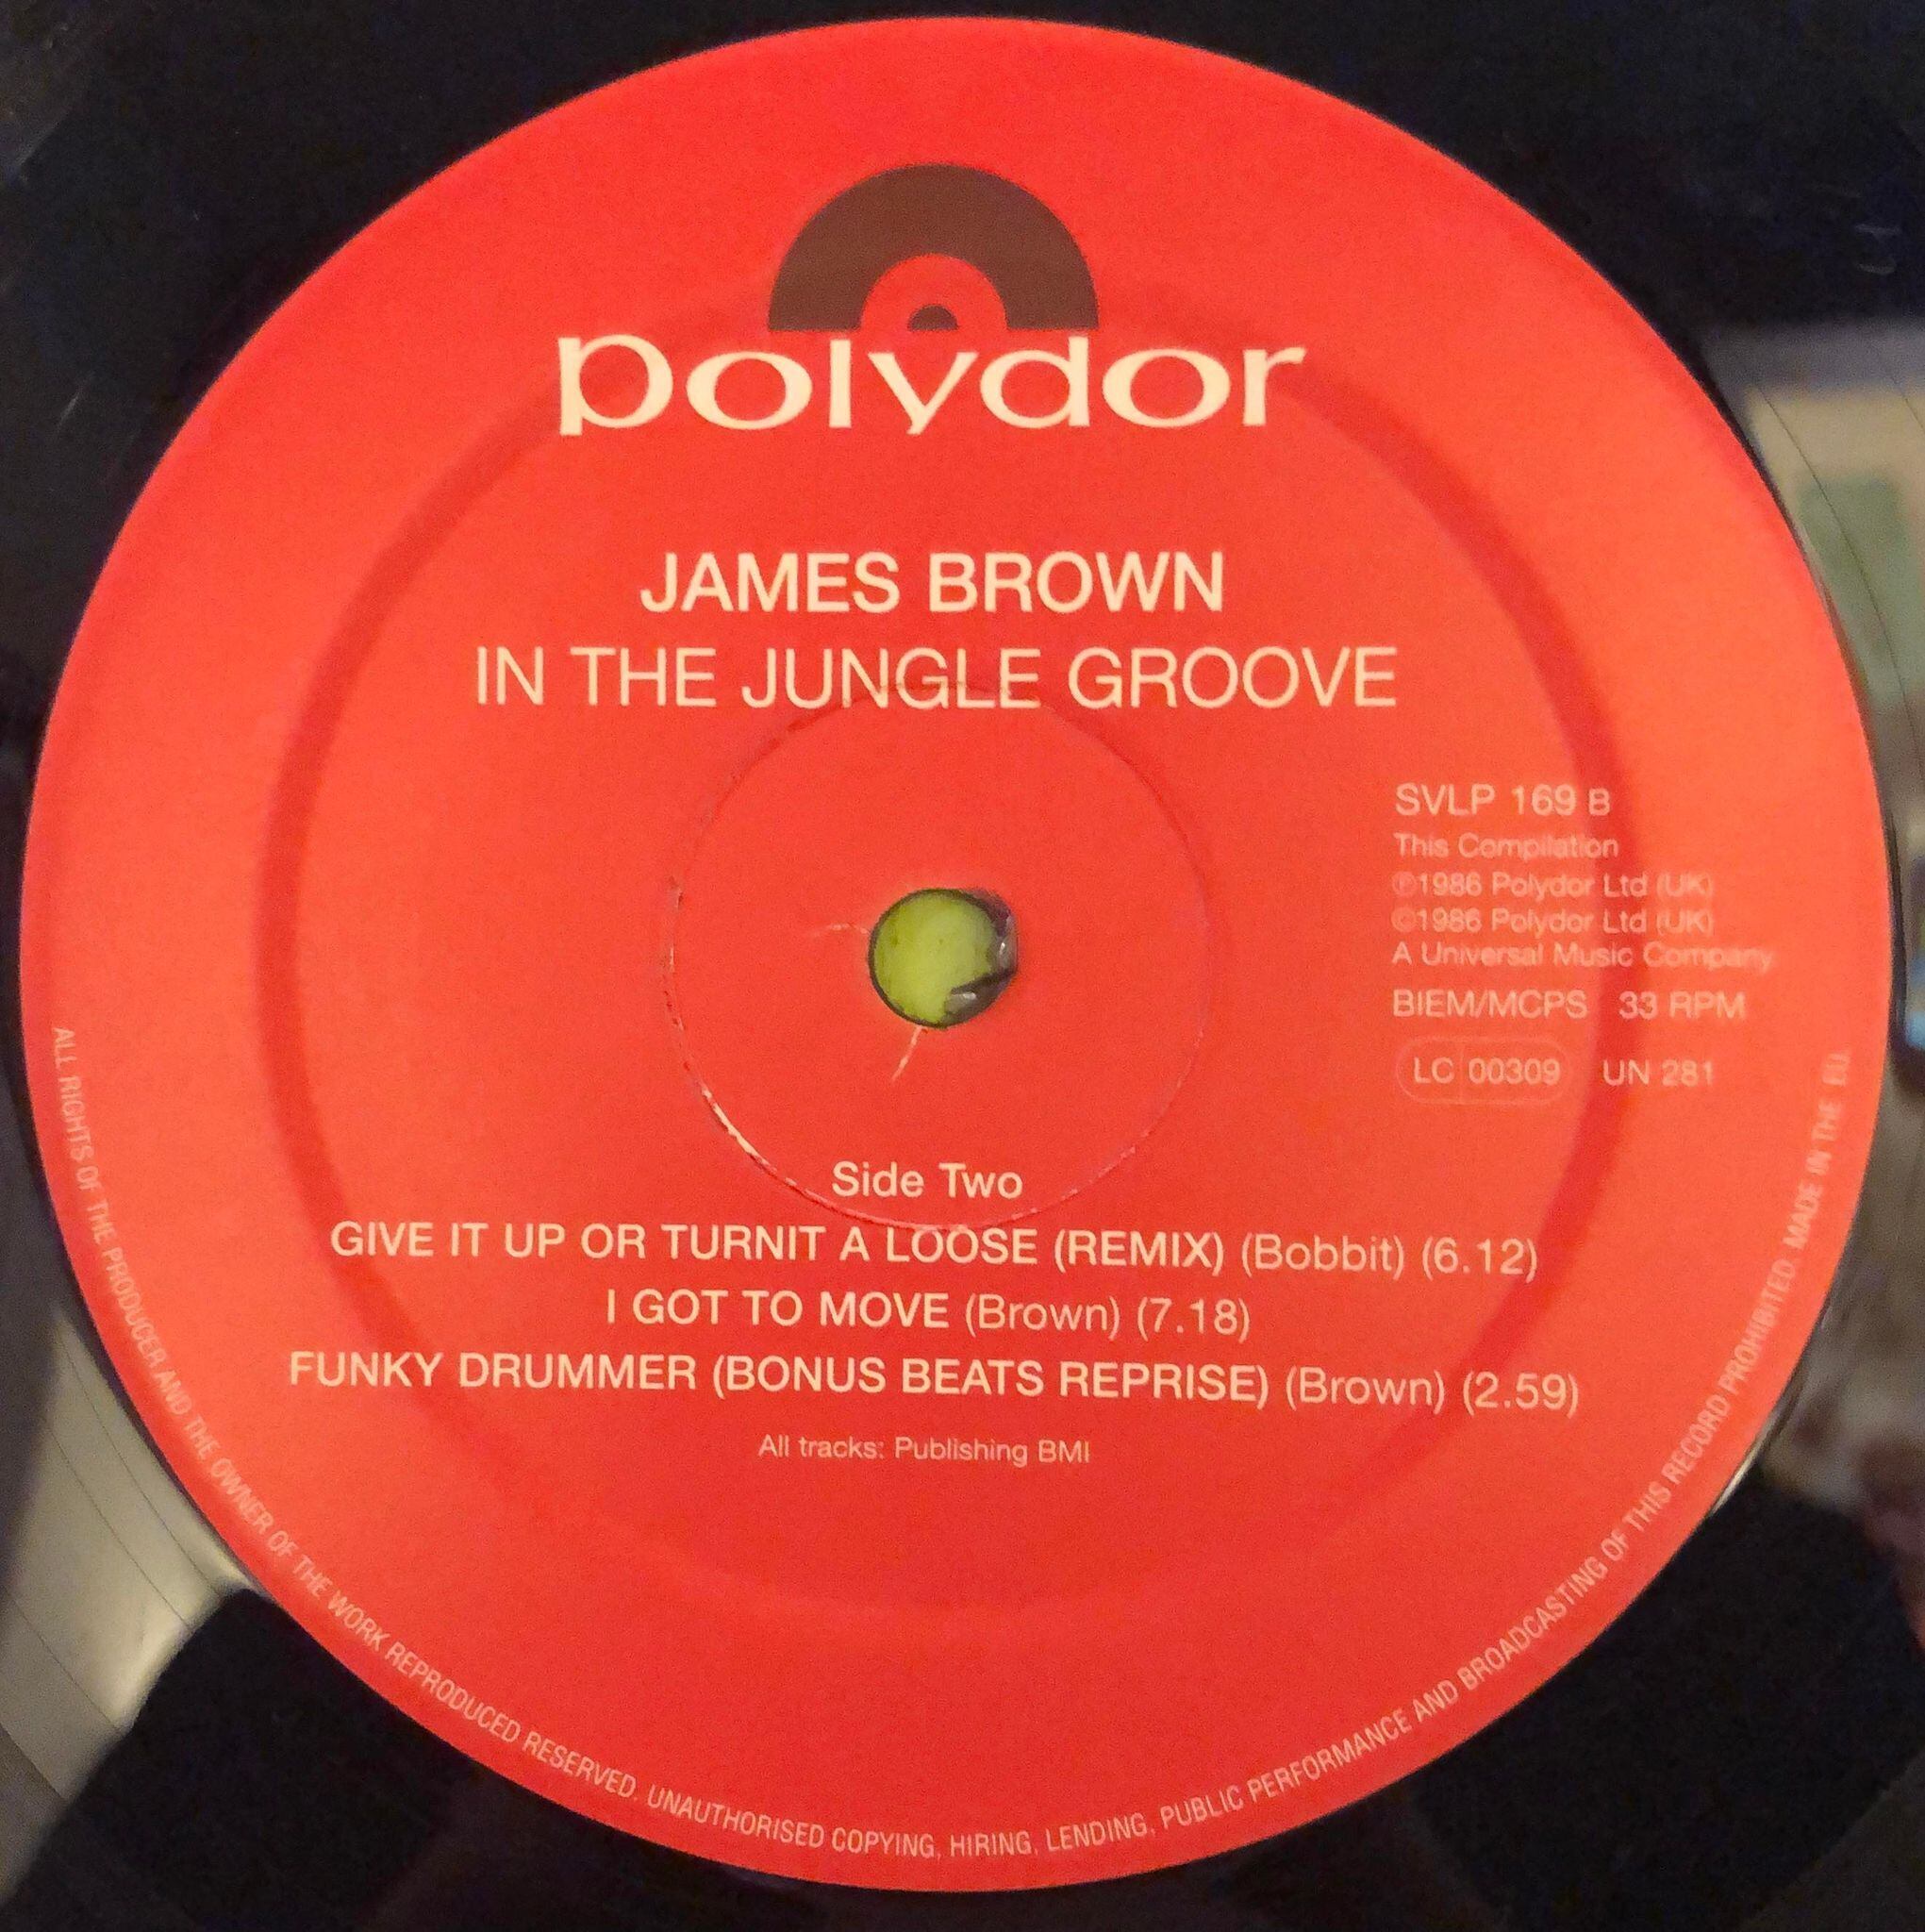 polydor
JAMES BROWN
IN THE JUNGLE GROOVE
SVLP 169 B
This Compilation
℗1986 Polydor Ltd (UK)
©1986 Polydor Ltd (UK)
A Universal Music Company
BIEM/MCPS 33 RPM
LC 00309 UN 281
Side Two
GIVE IT UP OR TURNIT A LOOSE (REMIX) (Bobbit) (6.12)
I GOT TO MOVE (Brown) (7.18)
FUNKY DRUMMER (BONUS BEATS REPRISE) (Brown) (2.59)
All tracks: Publishing BMI
ALL RIGHTS OF THE PRODUCER AND THE OWNER OF THE WORK REPRODUCED RESERVED. UNAUTHORISED COPYING, HIRING, LENDING, PUBLIC PERFORMANCE AND BROADCASTING OF THIS RECORD PROHIBITED. MADE IN THE EU.